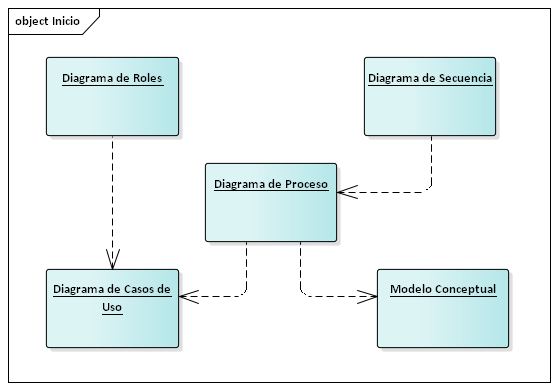 object Inicio
Diagrama de Roles
Diagrama de Secuencia
Diagrama de Proceso
Diagrama de Casos de
Uso
Modelo Conceptual